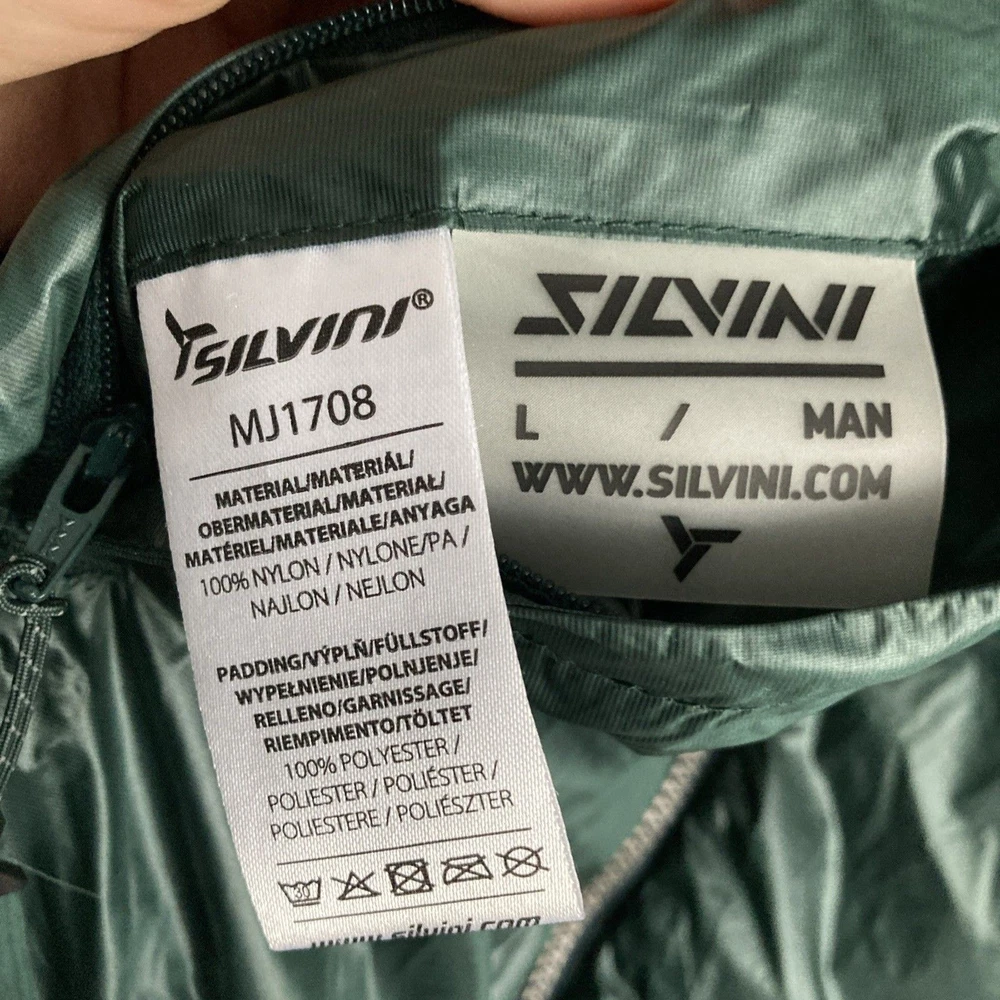 SILVINI®
MJ1708
MATERIAL/MATERIÁL/
OBERMATERIAL/MATERIAŁ/
MATÉRIEL/MATERIALE/ANYAGA
100% NYLON / NYLONE/PA /
NAJLON / NEJLON
PADDING/VÝPLŇ/FÜLLSTOFF/
WYPEŁNIENIE/POLNJENJE/
RELLENO/GARNISSAGE/
RIEMPIMENTO/TÖLTET
100% POLYESTER /
POLIESTER / POLIÉSTER /
POLIESTERE / POLIÉSZTER
30°
www.silvini.com
SILVINI
L / MAN
WWW.SILVINI.COM